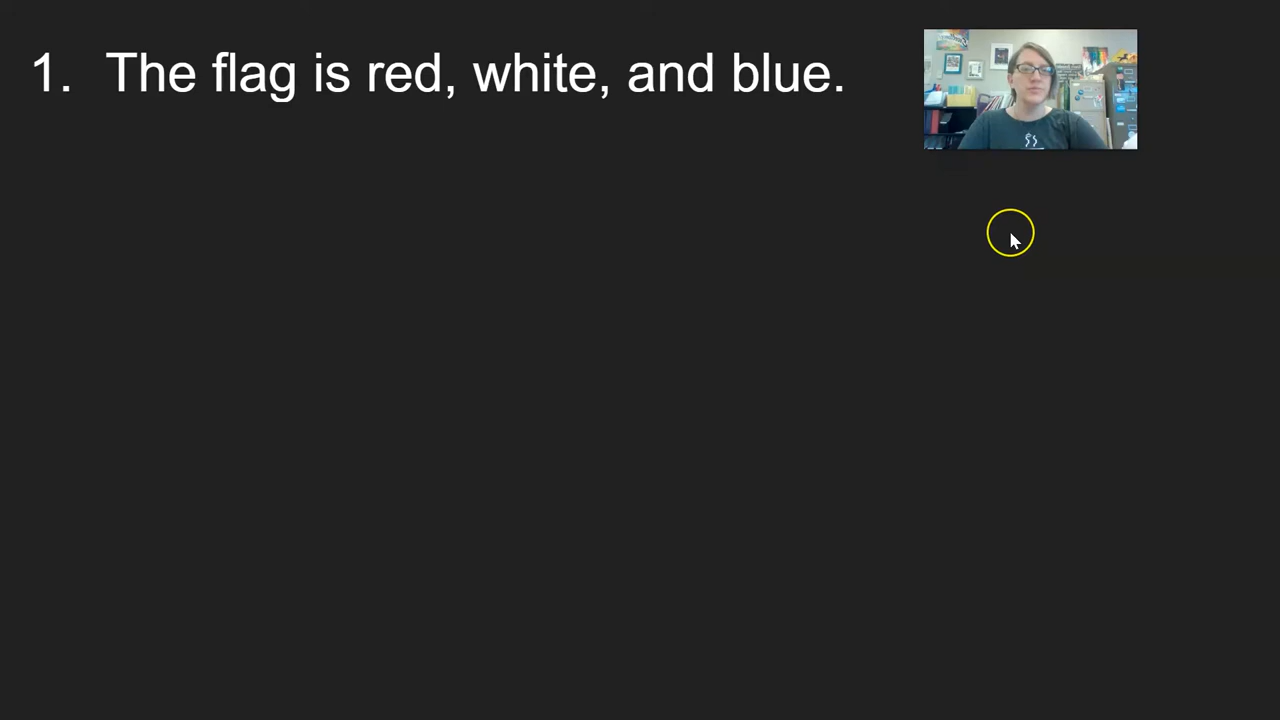 1. The flag is red, white, and blue.